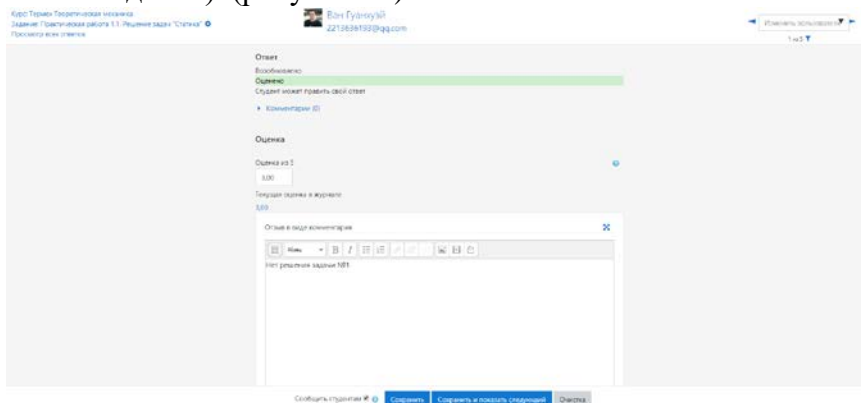 Курс: Термех Теоретическая механика
Задание: Практическая работа 1.1. Решение задач "Статика"
Просмотр всех ответов
Ван Гуанхуэй
2213636193@qq.com
Изменить пользователя
1 из 3
Ответ
Возобновлено
Оценено
Студент может править свой ответ
Комментарии (0)
Оценка
Оценка из 5
3,00
Текущая оценка в журнале
3,00
Отзыв в виде комментария
B I
Нет решения задачи №1
Сообщить студентам
Сохранить
Сохранить и показать следующий
Очистка